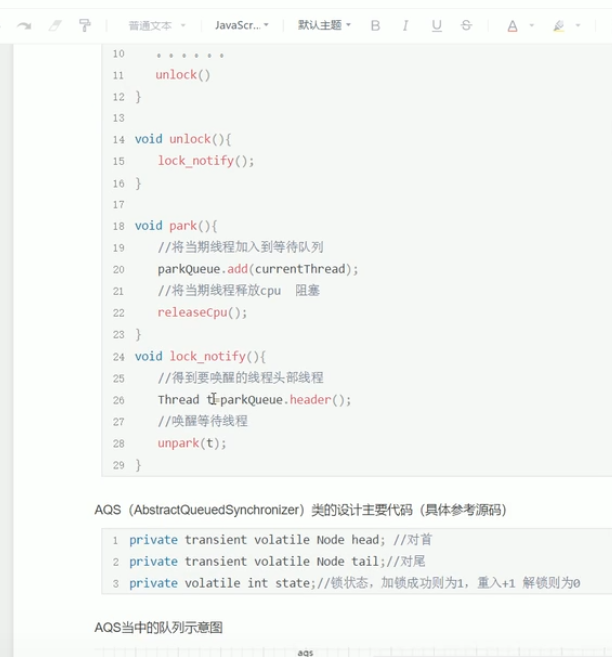 普通文本 JavaScr... 默认主题 B I U S A
10 ......
11 unlock()
12 }
13
14 void unlock(){
15 lock_notify();
16 }
17
18 void park(){
19 //将当期线程加入到等待队列
20 parkQueue.add(currentThread);
21 //将当期线程释放cpu 阻塞
22 releaseCpu();
23 }
24 void lock_notify(){
25 //得到要唤醒的线程头部线程
26 Thread t=parkQueue.header();
27 //唤醒等待线程
28 unpark(t);
29 }
AQS（AbstractQueuedSynchronizer）类的设计主要代码（具体参考源码）
1 private transient volatile Node head; //对首
2 private transient volatile Node tail;//对尾
3 private volatile int state;//锁状态，加锁成功则为1，重入+1 解锁则为0
AQS当中的队列示意图
aqs